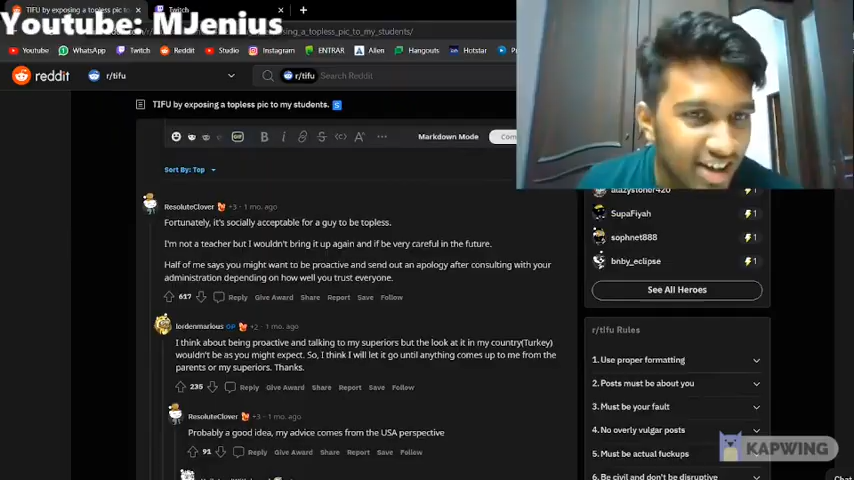 TIFU by exposing a topless pic to
Twitch
Youtube: MJenius
_a_topless_pic_to_my_students/
YouTube
WhatsApp
Twitch
Reddit
Studio
Instagram
ENTRAR
Alien
Hangouts
Hotstar
reddit
r/tifu
r/tifu
Search Reddit
TIFU by exposing a topless pic to my students. S
GIF
B
i
Markdown Mode
Sort By: Top
ResoluteClover +3 · 1 mo. ago
Fortunately, it's socially acceptable for a guy to be topless.
I'm not a teacher but I wouldn't bring it up again and if be very careful in the future.
Half of me says you might want to be proactive and send out an apology after consulting with your
administration depending on how well you trust everyone.
617 Reply Give Award Share Report Save Follow
lordenmarious OP +2 · 1 mo. ago
I think about being proactive and talking to my superiors but the look at it in my country(Turkey)
wouldn't be as you might expect. So, I think I will let it go until anything comes up to me from the
parents or my superiors. Thanks.
235 Reply Give Award Share Report Save Follow
ResoluteClover +3 · 1 mo. ago
Probably a good idea, my advice comes from the USA perspective
91 Reply Give Award Share Report Save Follow
SupaFiyah 1
sophnet888 1
bnby_eclipse 1
See All Heroes
r/tifu Rules
1. Use proper formatting
2. Posts must be about you
3. Must be your fault
4. No overly vulgar posts
5. Must be actual fuckups
6. Be civil and don't be disruptive
KAPWING